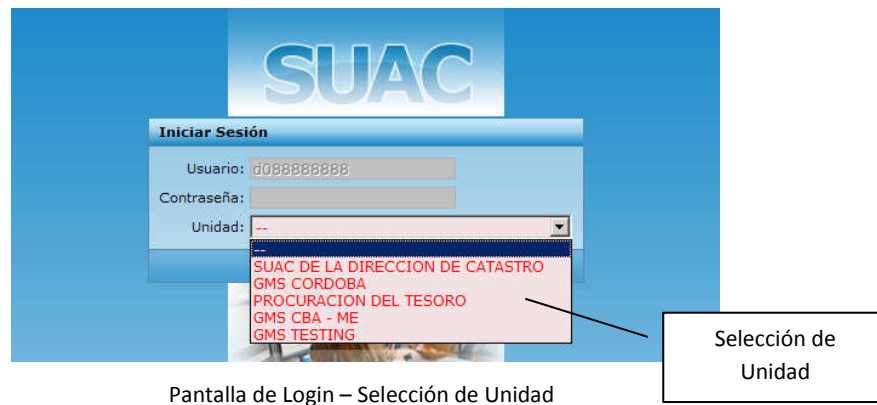 SUAC
Iniciar Sesión
Usuario: d088888888
Contraseña:
Unidad: --
--
SUAC DE LA DIRECCION DE CATASTRO
GMS CORDOBA
PROCURACION DEL TESORO
GMS CBA - ME
GMS TESTING
Selección de
Unidad
Pantalla de Login – Selección de Unidad